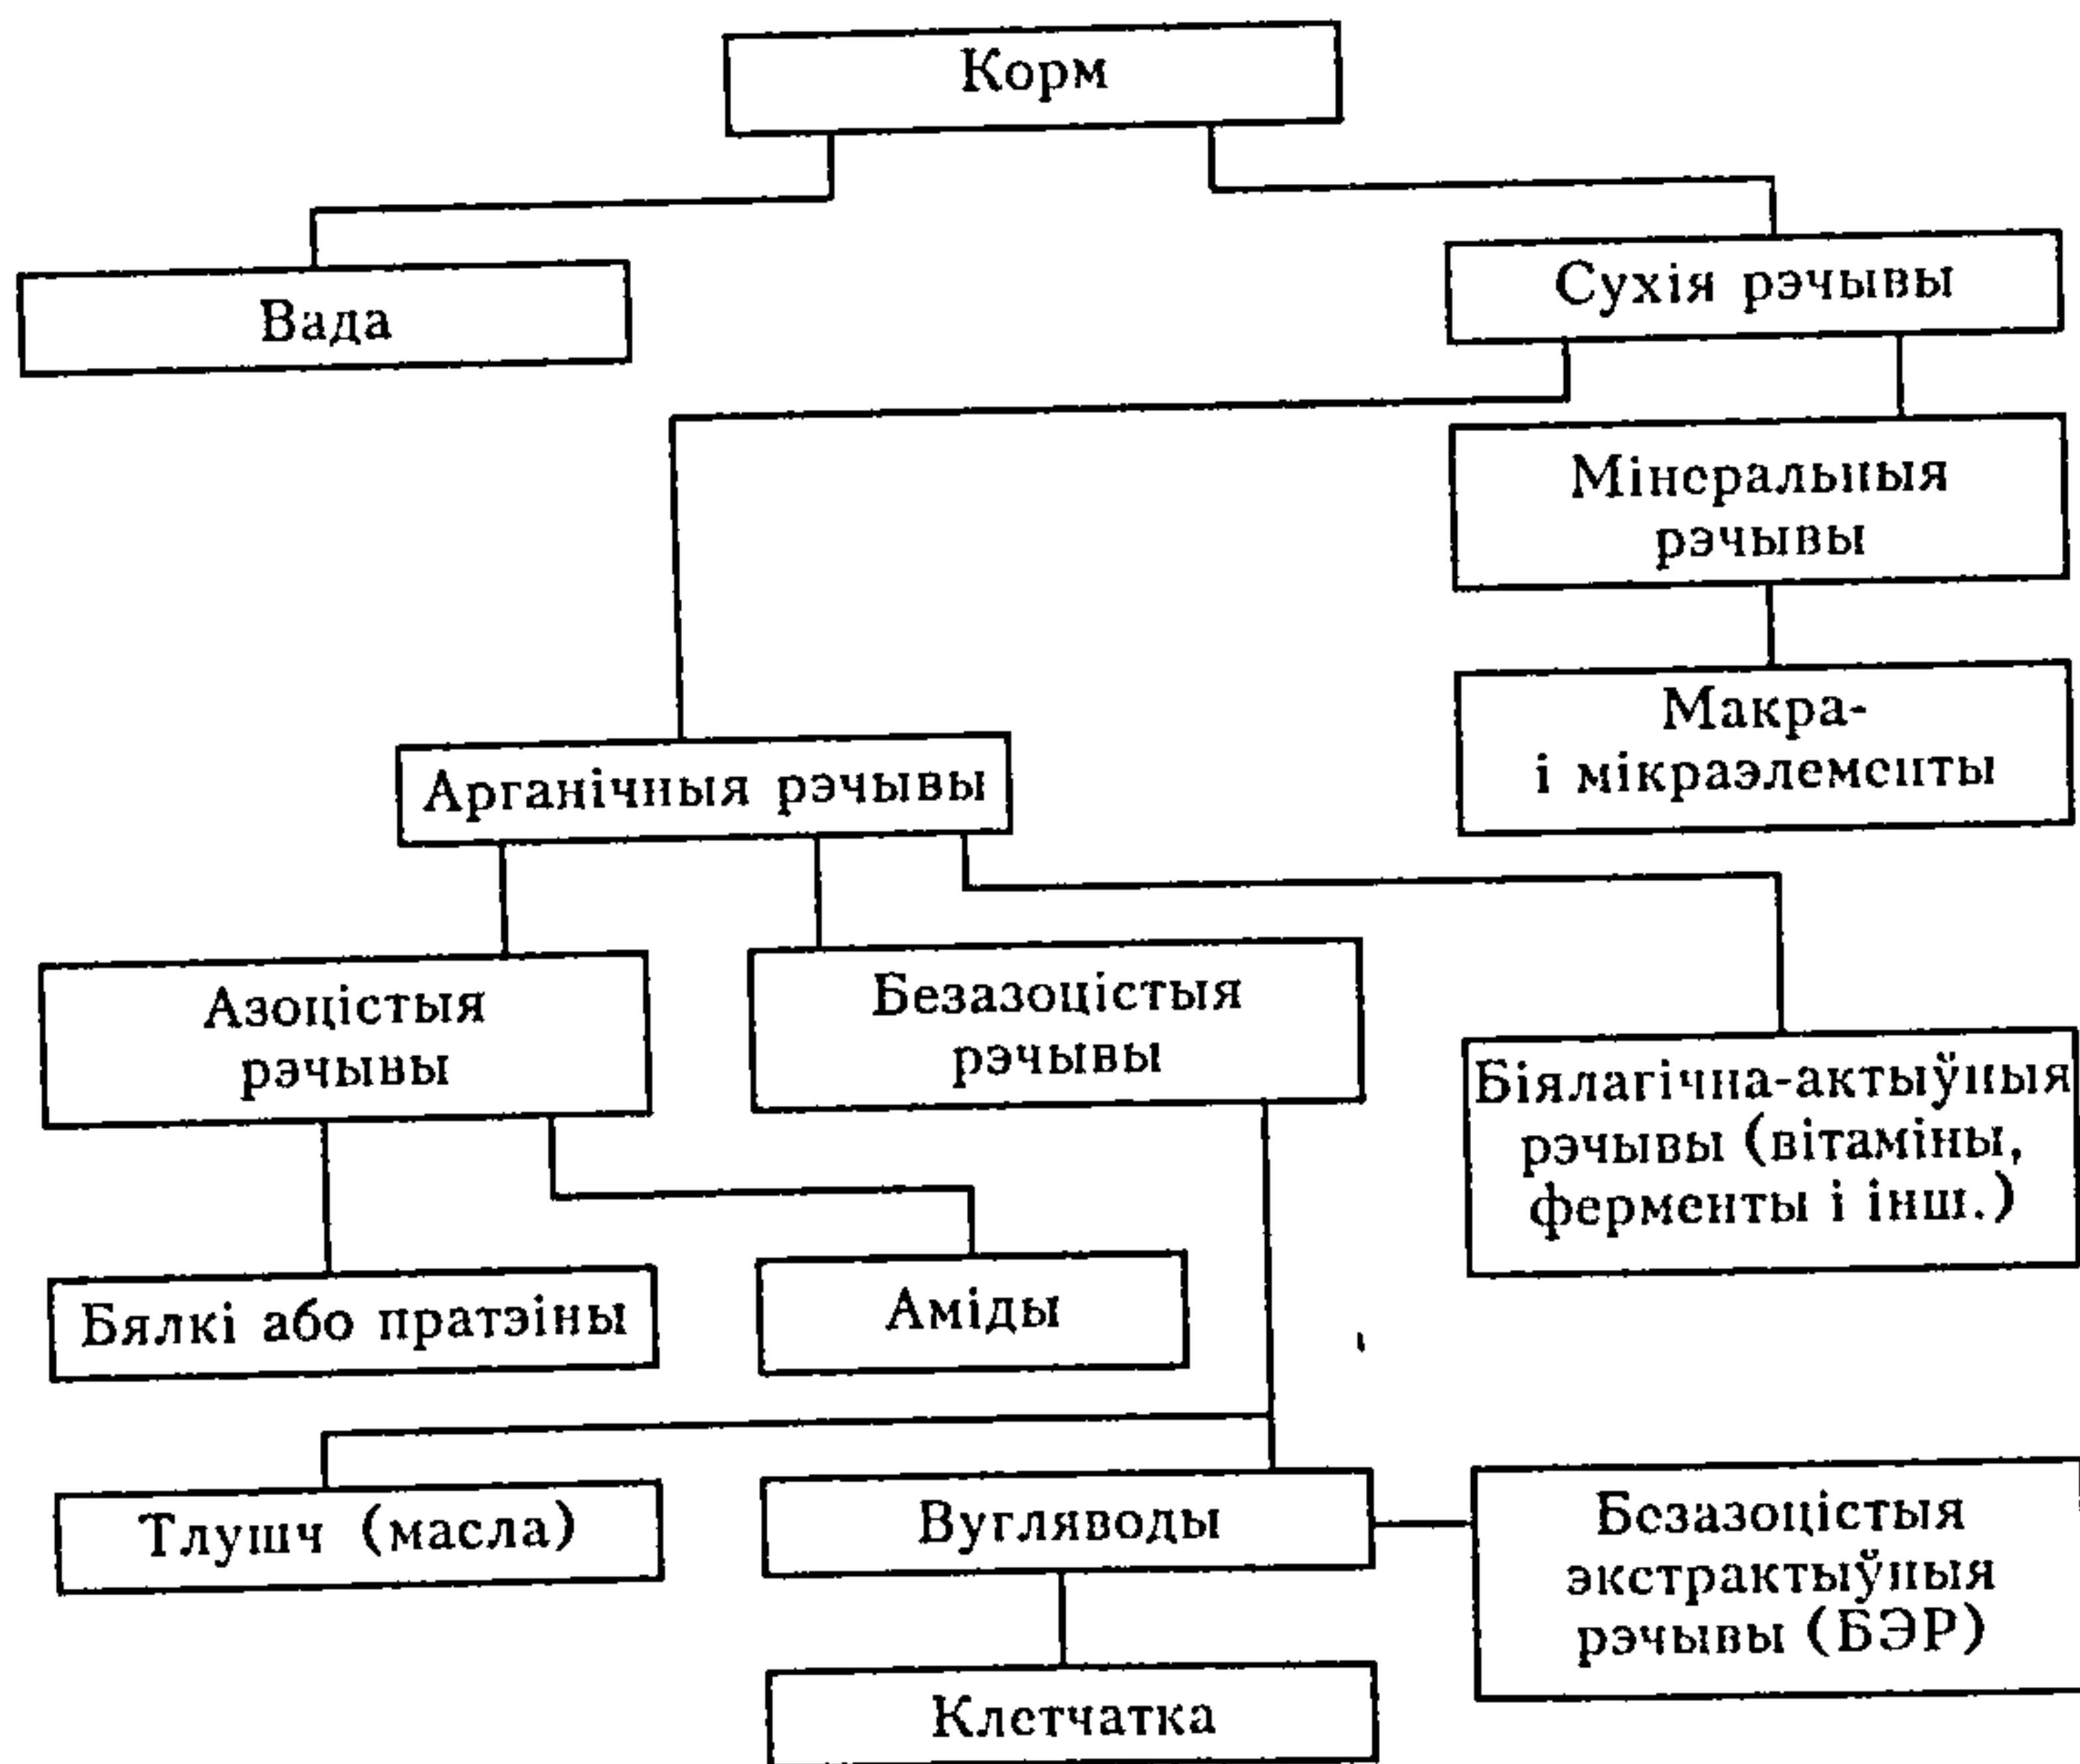 Корм
Вада
Сухія рэчывы
Мінеральныя
рэчывы
Макра-
і мікраэлементы
Арганічныя рэчывы
Азоцістыя
рэчывы
Безазоцістыя
рэчывы
Біялагічна-актыўныя
рэчывы (вітаміны,
ферменты і інш.)
Бялкі або пратэіны
Аміды
Тлушч (масла)
Вугляводы
Безазоцістыя
экстрактыўныя
рэчывы (БЭР)
Клетчатка